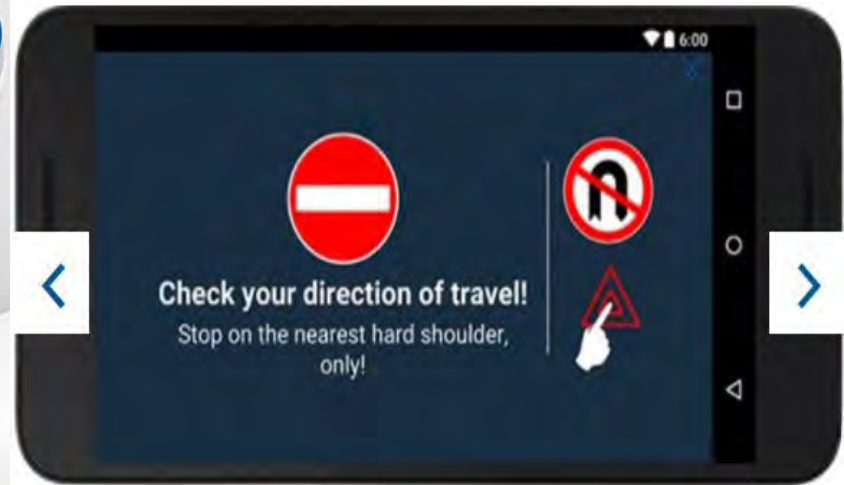 6:00
Check your direction of travel!
Stop on the nearest hard shoulder,
only!